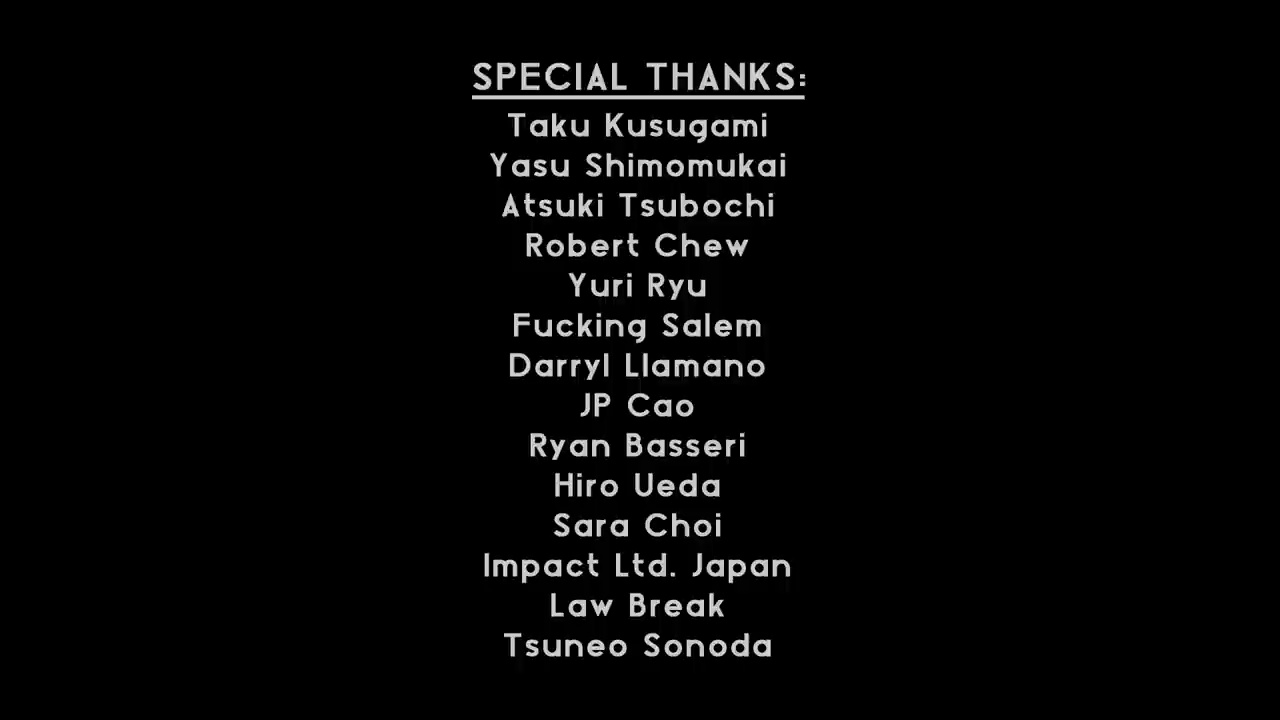 SPECIAL THANKS:
Taku Kusugami
Yasu Shimomukai
Atsuki Tsubochi
Robert Chew
Yuri Ryu
Fucking Salem
Darryl Llamano
JP Cao
Ryan Basseri
Hiro Ueda
Sara Choi
Impact Ltd. Japan
Law Break
Tsuneo Sonoda